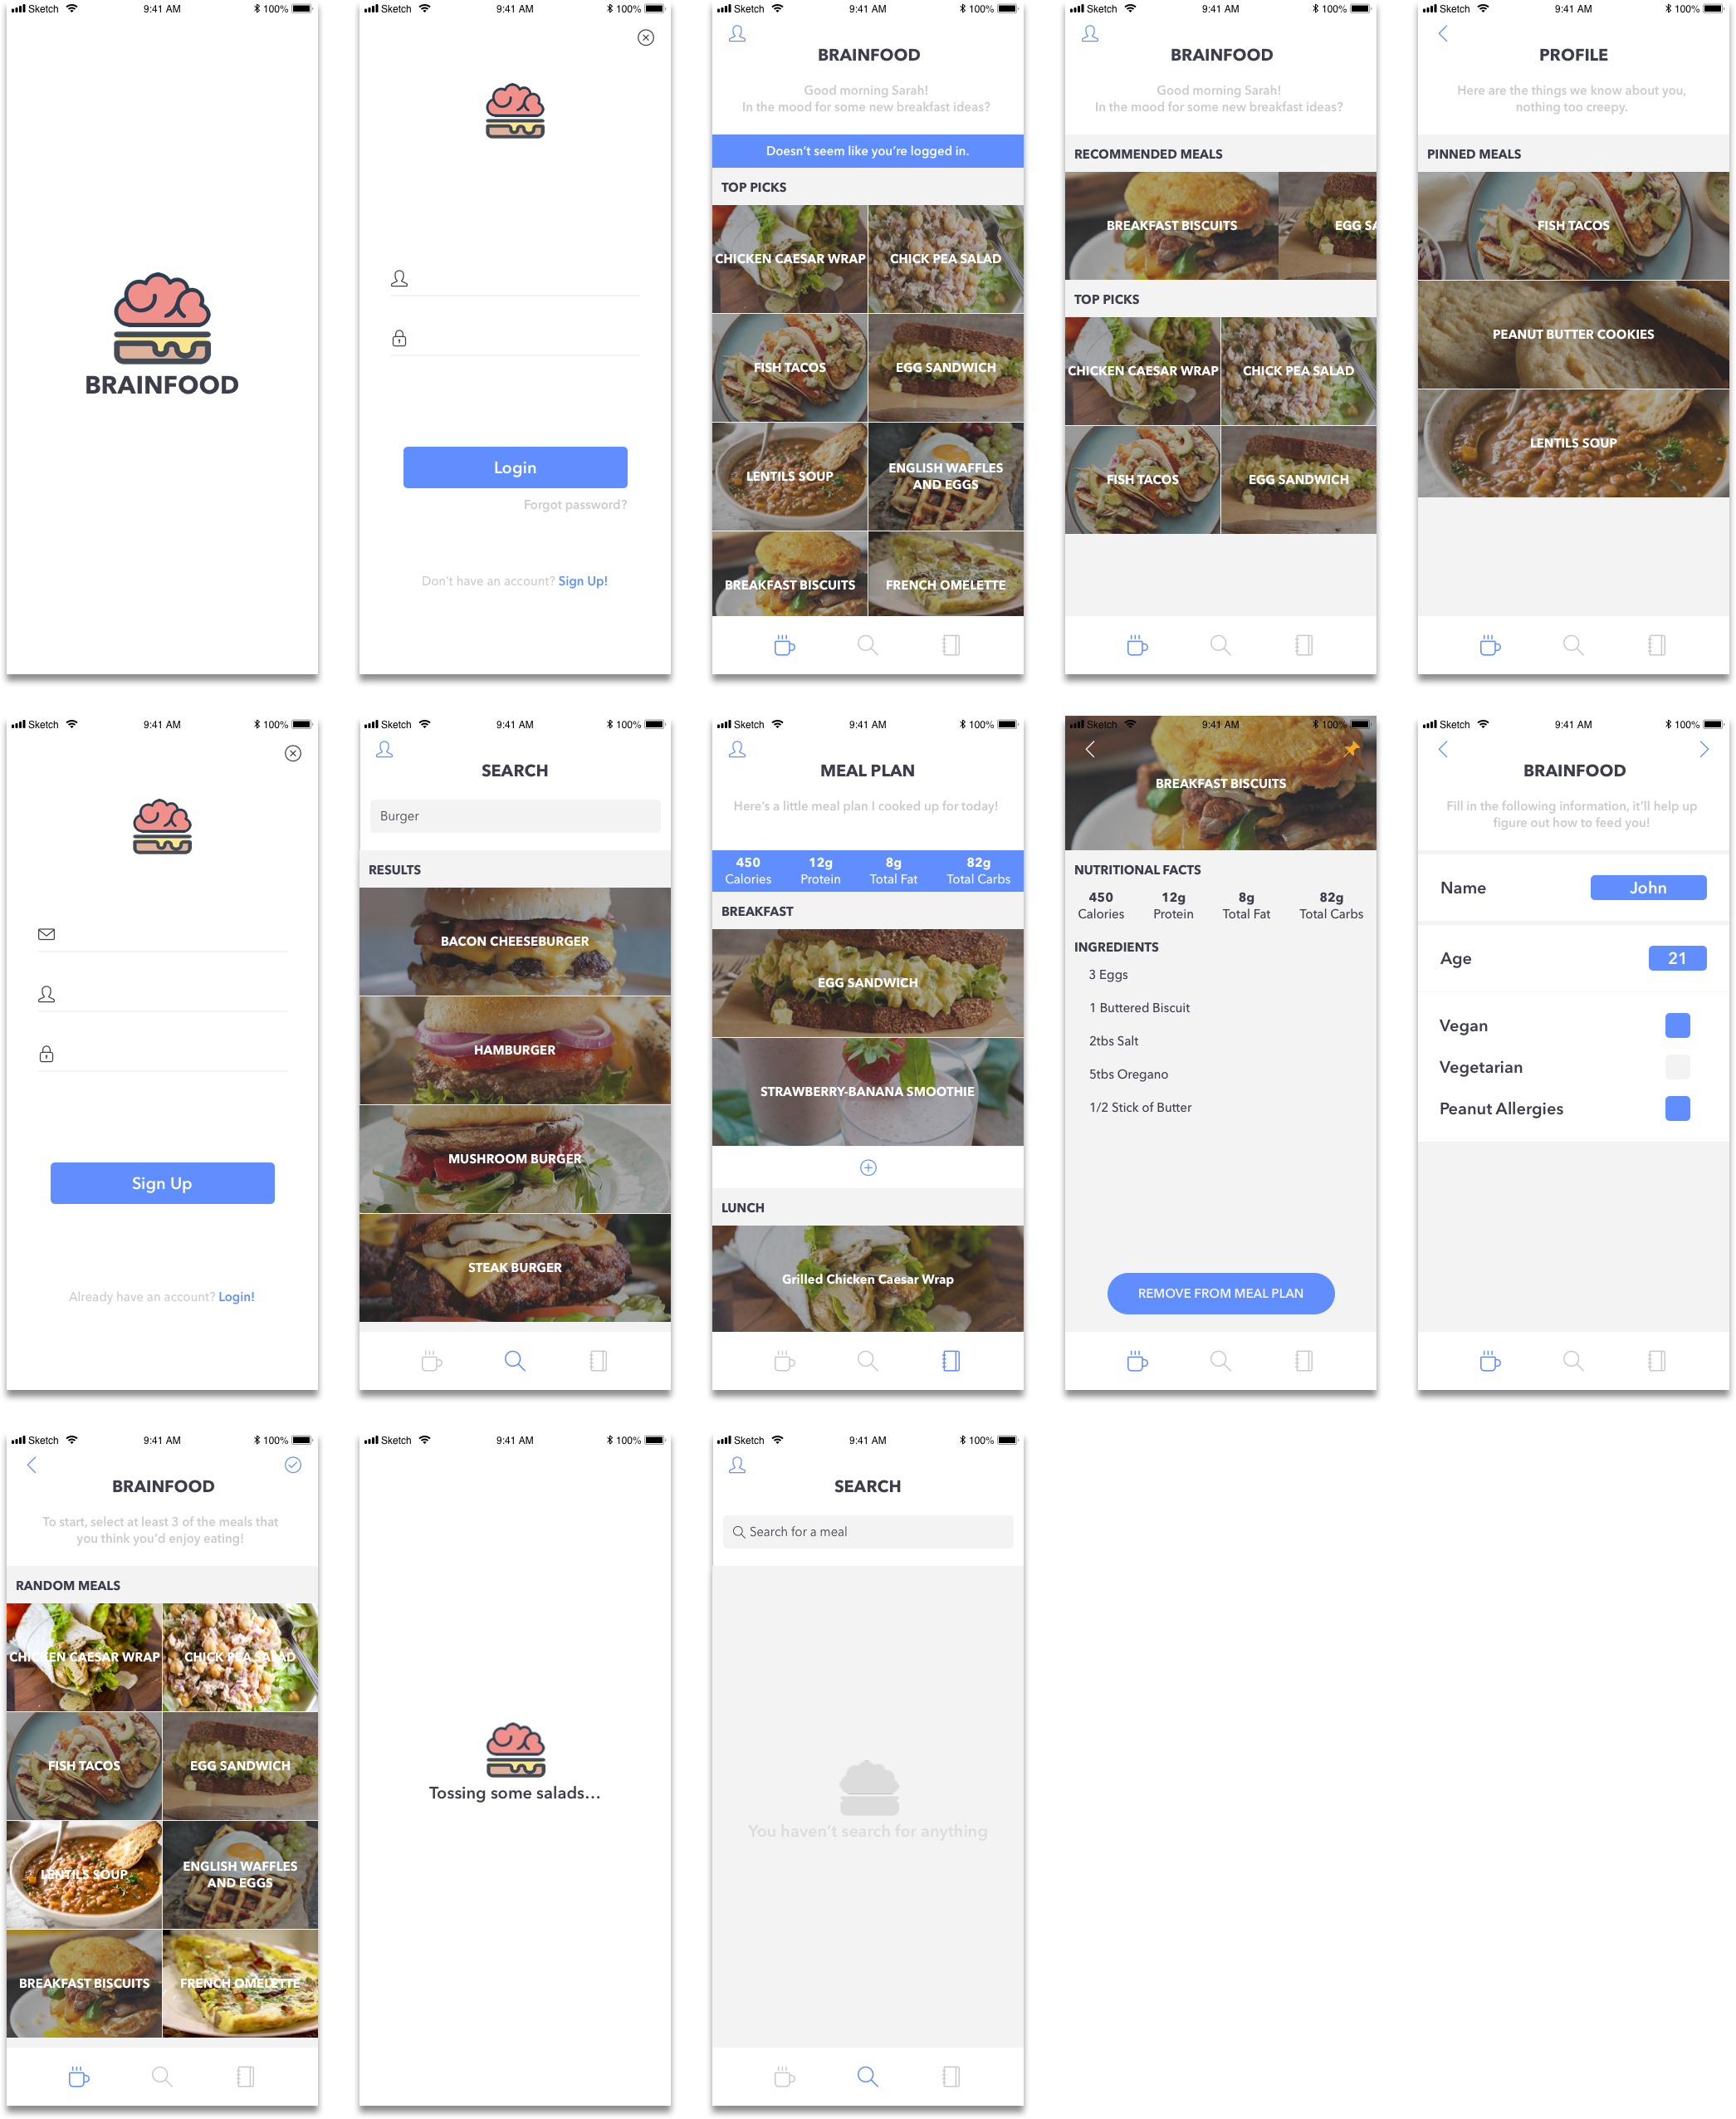 Sketch 9:41 AM 100%
BRAINFOOD
Sketch 9:41 AM 100%
Login
Forgot password?
Don't have an account? Sign Up!
Sketch 9:41 AM 100%
BRAINFOOD
Good morning Sarah!
In the mood for some new breakfast ideas?
Doesn't seem like you're logged in.
TOP PICKS
CHICKEN CAESAR WRAP
CHICK PEA SALAD
FISH TACOS
EGG SANDWICH
LENTILS SOUP
ENGLISH WAFFLES
AND EGGS
BREAKFAST BISCUITS
FRENCH OMELETTE
Sketch 9:41 AM 100%
BRAINFOOD
Good morning Sarah!
In the mood for some new breakfast ideas?
RECOMMENDED MEALS
BREAKFAST BISCUITS
EGG SA
TOP PICKS
CHICKEN CAESAR WRAP
CHICK PEA SALAD
FISH TACOS
EGG SANDWICH
Sketch 9:41 AM 100%
PROFILE
Here are the things we know about you,
nothing too creepy.
PINNED MEALS
FISH TACOS
PEANUT BUTTER COOKIES
LENTILS SOUP
Sketch 9:41 AM 100%
Sign Up
Already have an account? Login!
Sketch 9:41 AM 100%
SEARCH
Burger
RESULTS
BACON CHEESEBURGER
HAMBURGER
MUSHROOM BURGER
STEAK BURGER
Sketch 9:41 AM 100%
MEAL PLAN
Here's a little meal plan I cooked up for today!
450 12g 8g 82g
Calories Protein Total Fat Total Carbs
BREAKFAST
EGG SANDWICH
STRAWBERRY-BANANA SMOOTHIE
LUNCH
Grilled Chicken Caesar Wrap
Sketch 9:41 AM 100%
BREAKFAST BISCUITS
NUTRITIONAL FACTS
450 12g 8g 82g
Calories Protein Total Fat Total Carbs
INGREDIENTS
3 Eggs
1 Buttered Biscuit
2tbs Salt
5tbs Oregano
1/2 Stick of Butter
REMOVE FROM MEAL PLAN
Sketch 9:41 AM 100%
BRAINFOOD
Fill in the following information, it'll help up
figure out how to feed you!
Name John
Age 21
Vegan
Vegetarian
Peanut Allergies
Sketch 9:41 AM 100%
BRAINFOOD
To start, select at least 3 of the meals that
you think you'd enjoy eating!
RANDOM MEALS
CHICKEN CAESAR WRAP
CHICK PEA SALAD
FISH TACOS
EGG SANDWICH
LENTILS SOUP
ENGLISH WAFFLES
AND EGGS
BREAKFAST BISCUITS
FRENCH OMELETTE
Sketch 9:41 AM 100%
Tossing some salads...
Sketch 9:41 AM 100%
SEARCH
Search for a meal
You haven't search for anything